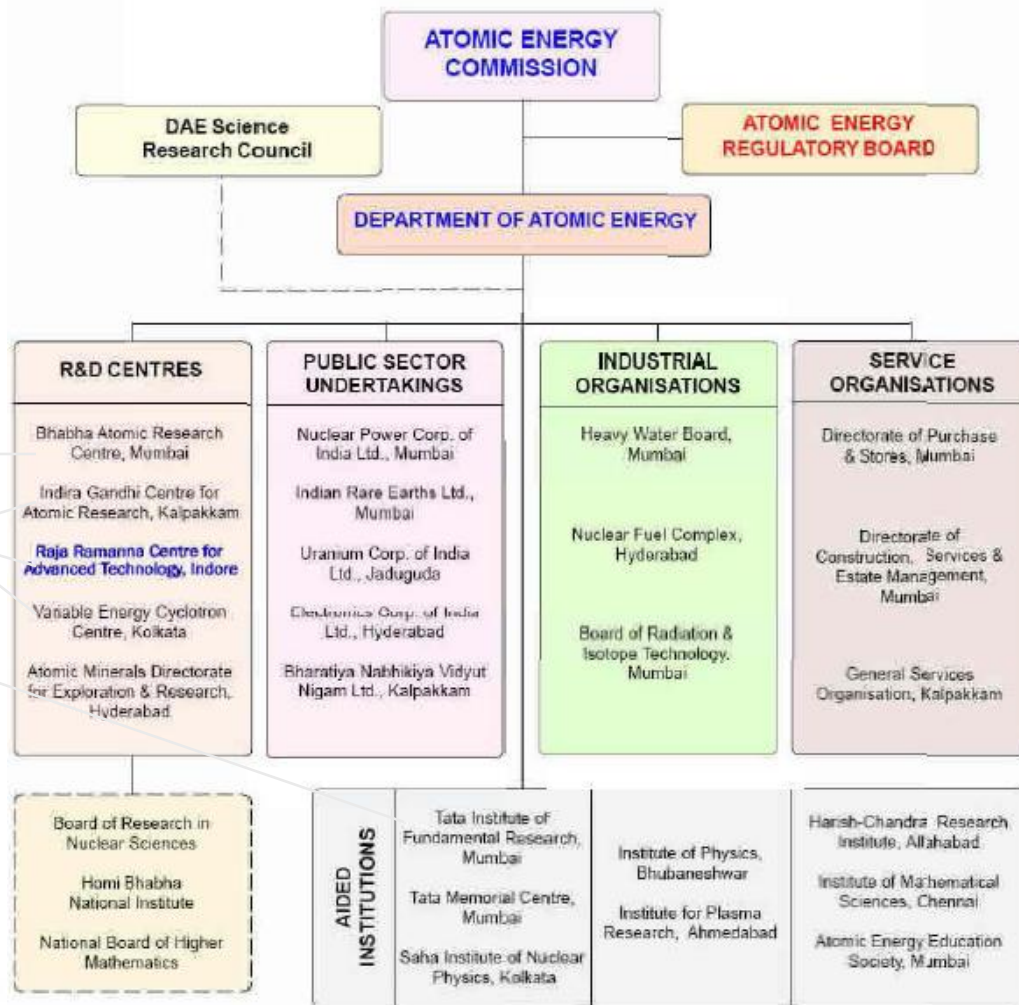 ATOMIC ENERGY
COMMISSION
DAE Science
Research Council
ATOMIC ENERGY
REGULATORY BOARD
DEPARTMENT OF ATOMIC ENERGY
R&D CENTRES
Bhabha Atomic Research
Centre, Mumbai
Indira Gandhi Centre for
Atomic Research, Kalpakkam
Raja Ramanna Centre for
Advanced Technology, Indore
Variable Energy Cyclotron
Centre, Kolkata
Atomic Minerals Directorate
for Exploration & Research,
Hyderabad
PUBLIC SECTOR
UNDERTAKINGS
Nuclear Power Corp. of
India Ltd., Mumbai
Indian Rare Earths Ltd.,
Mumbai
Uranium Corp. of India
Ltd., Jaduguda
Electronics Corp. of India
Ltd., Hyderabad
Bharatiya Nabhikiya Vidyut
Nigam Ltd., Kalpakkam
INDUSTRIAL
ORGANISATIONS
Heavy Water Board,
Mumbai
Nuclear Fuel Complex,
Hyderabad
Board of Radiation &
Isotope Technology.
Mumbai
SERVICE
ORGANISATIONS
Directorate of Purchase
& Stores, Mumbai
Directorate of
Construction, Services &
Estate Management,
Mumbai
General Services
Organisation, Kalpakkam
Board of Research in
Nuclear Sciences
Homi Bhabha
National Institute
National Board of Higher
Mathematics
AIDED
INSTITUTIONS
Tata Institute of
Fundamental Research,
Mumbai
Tata Memorial Centre,
Mumbai
Saha Institute of Nuclear
Physics, Kolkata
Institute of Physics,
Bhubaneshwar
Institute for Plasma
Research, Ahmedabad
Harish-Chandra Research
Institute, Allahabad
Institute of Mathematical
Sciences, Chennai
Atomic Energy Education
Society, Mumbai